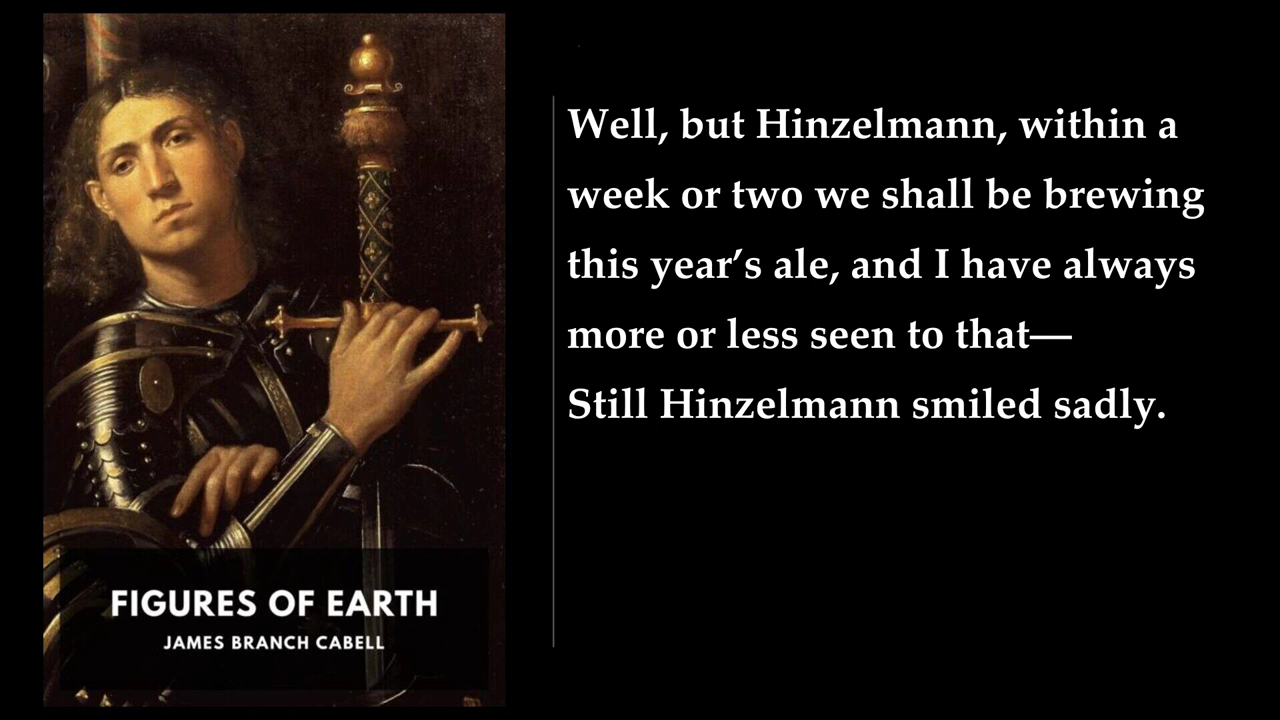 Well, but Hinzelmann, within a
week or two we shall be brewing
this year’s ale, and I have always
more or less seen to that—
Still Hinzelmann smiled sadly.
FIGURES OF EARTH
JAMES BRANCH CABELL